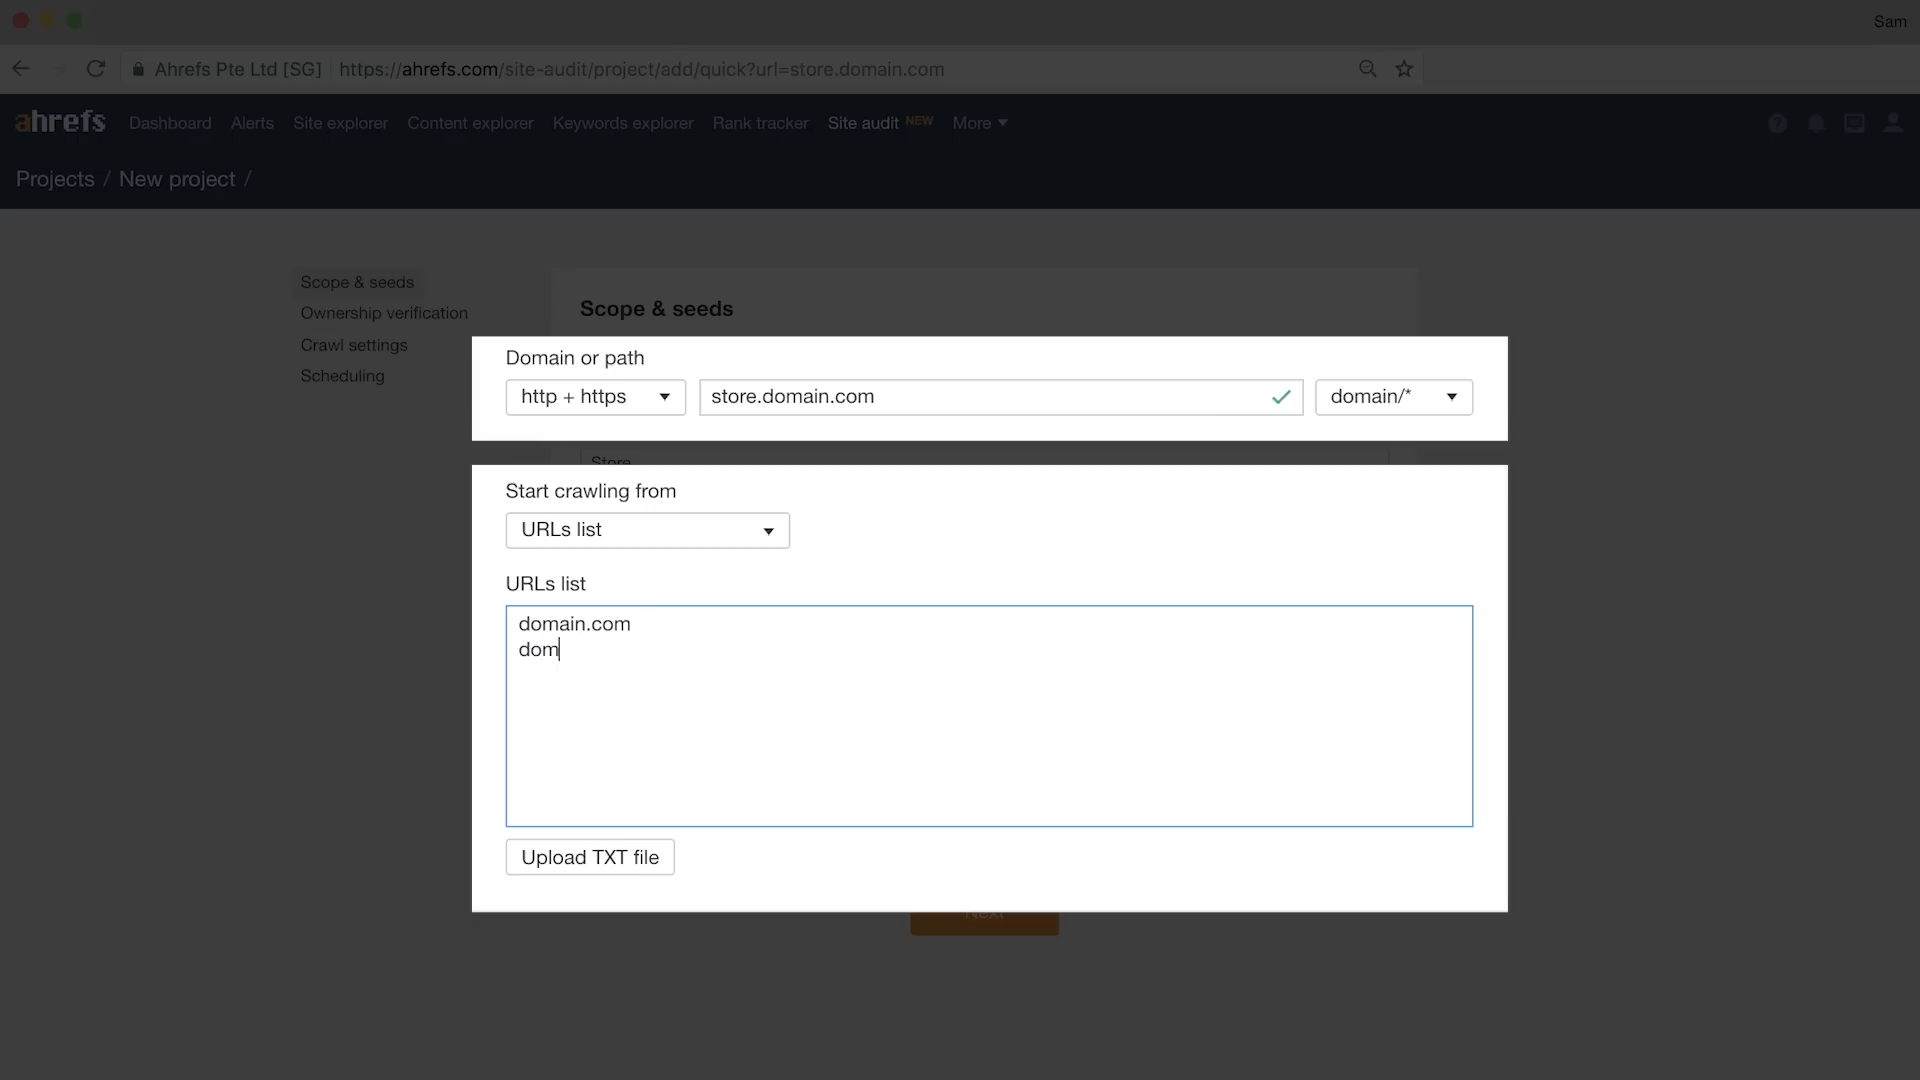 Sam
Ahrefs Pte Ltd [SG] https://ahrefs.com/site-audit/project/add/quick?url=store.domain.com
ahrefs Dashboard Alerts Site explorer Content explorer Keywords explorer Rank tracker Site audit NEW More
Projects / New project /
Scope & seeds
Ownership verification
Crawl settings
Scheduling
Scope & seeds
Domain or path
http + https store.domain.com domain/*
Store
Start crawling from
URLs list
URLs list
domain.com
dom
Upload TXT file
Next